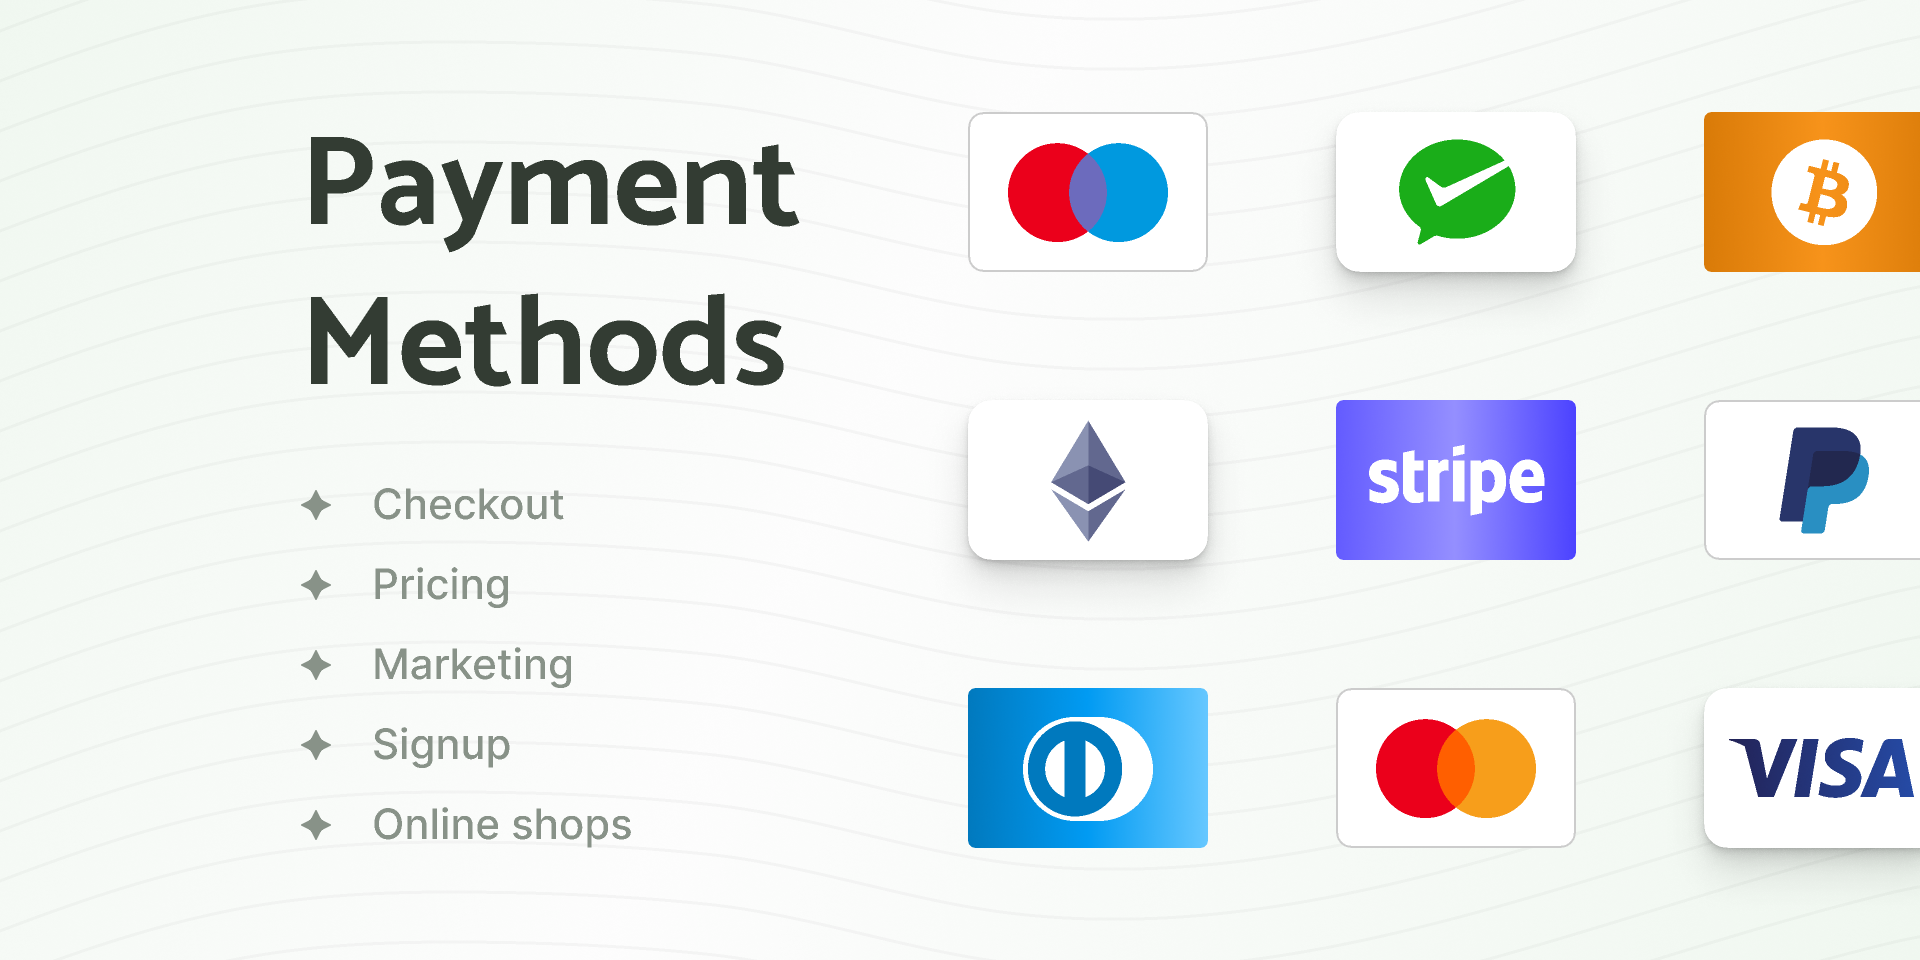 Payment
Methods
Checkout
Pricing
Marketing
Signup
Online shops
stripe
VISA